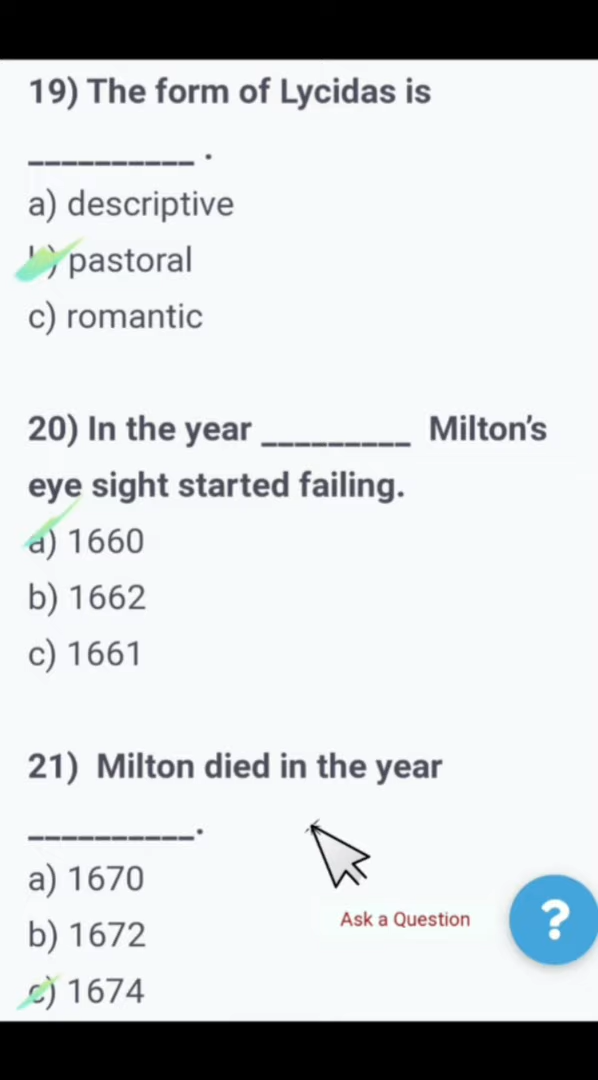 19) The form of Lycidas is
__________ .
a) descriptive
b) pastoral
c) romantic
20) In the year _________ Milton's
eye sight started failing.
a) 1660
b) 1662
c) 1661
21) Milton died in the year
__________.
a) 1670
Ask a Question
?
b) 1672
c) 1674